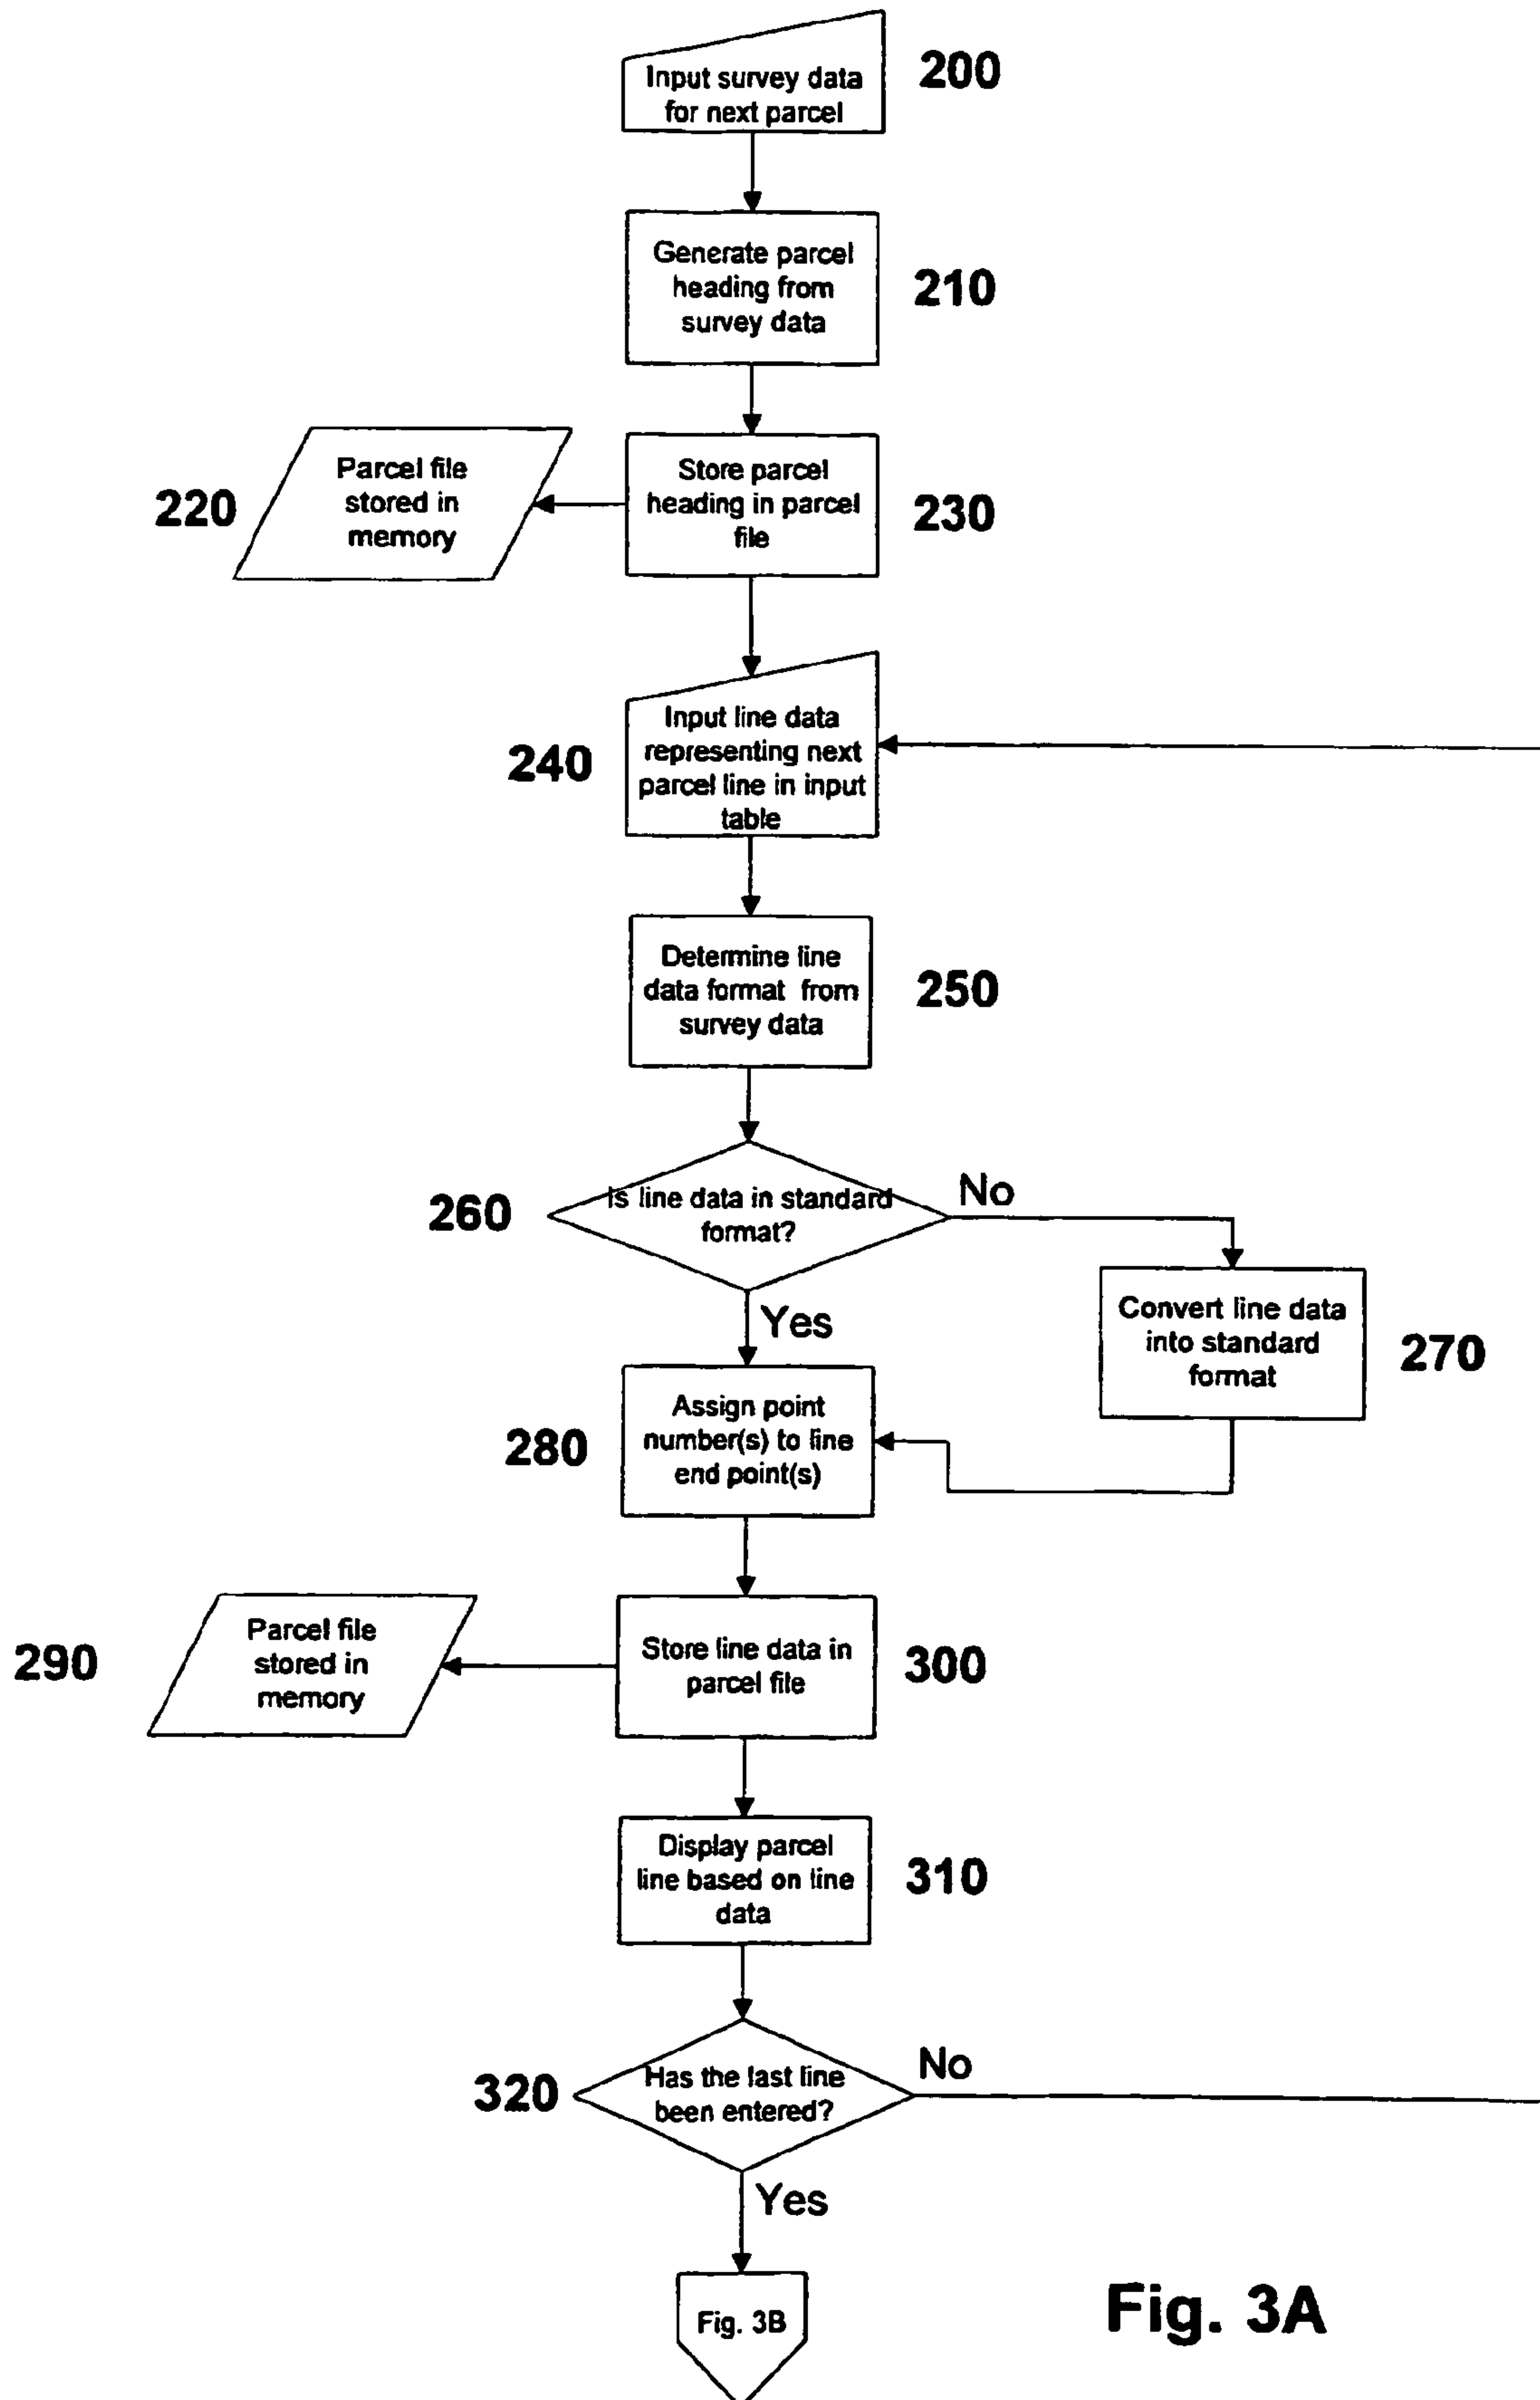 Input survey data
for next parcel
200
Generate parcel
heading from
survey data
210
Parcel file
stored in
memory
220
Store parcel
heading in parcel
file
230
Input line data
representing next
parcel line in input
table
240
Determine line
data format from
survey data
250
Is line data in standard
format?
260
No
Yes
Convert line data
into standard
format
270
Assign point
number(s) to line
end point(s)
280
Parcel file
stored in
memory
290
Store line data in
parcel file
300
Display parcel
line based on line
data
310
Has the last line
been entered?
320
No
Yes
Fig. 3B
Fig. 3A